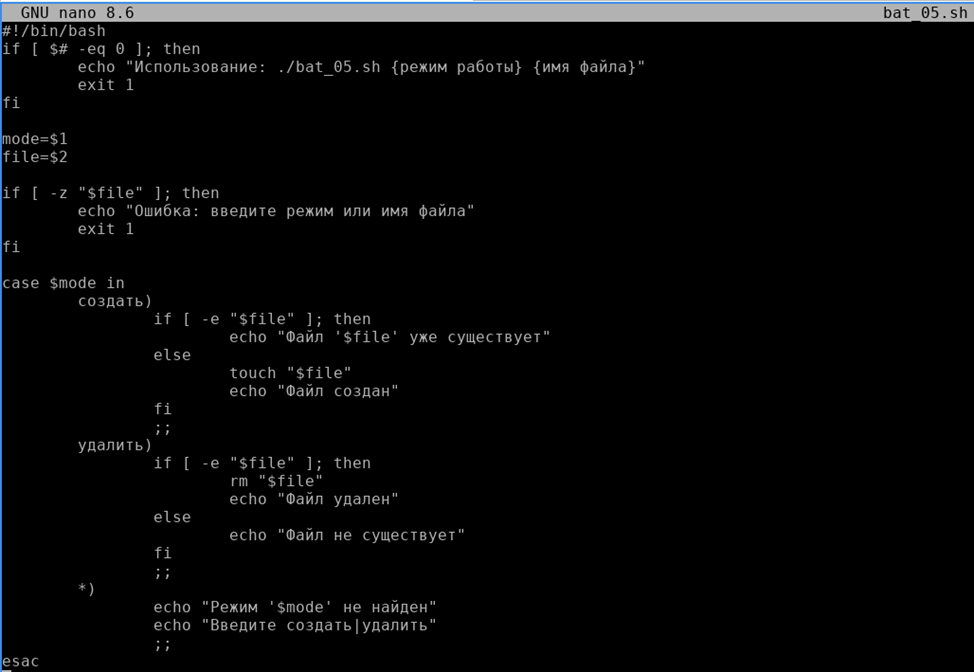 GNU nano 8.6 bat_05.sh
#!/bin/bash
if [ $# -eq 0 ]; then
        echo "Использование: ./bat_05.sh {режим работы} {имя файла}"
        exit 1
fi

mode=$1
file=$2

if [ -z "$file" ]; then
        echo "Ошибка: введите режим или имя файла"
        exit 1
fi

case $mode in
        создать)
                if [ -e "$file" ]; then
                        echo "Файл '$file' уже существует"
                else
                        touch "$file"
                        echo "Файл создан"
                fi
                ;;
        удалить)
                if [ -e "$file" ]; then
                        rm "$file"
                        echo "Файл удален"
                else
                        echo "Файл не существует"
                fi
                ;;
        *)
                echo "Режим '$mode' не найден"
                echo "Введите создать|удалить"
                ;;
esac